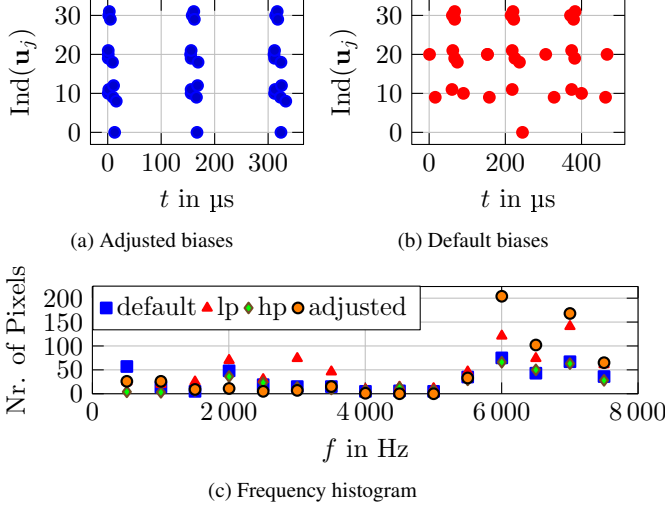 30
20
10
0
Ind(𝐮ⱼ)
0 100 200 300
t in µs
(a) Adjusted biases
30
20
10
0
Ind(𝐮ⱼ)
0 200 400
t in µs
(b) Default biases
Nr. of Pixels
200
150
100
50
0
default lp hp adjusted
0 2 000 4 000 6 000 8 000
f in Hz
(c) Frequency histogram